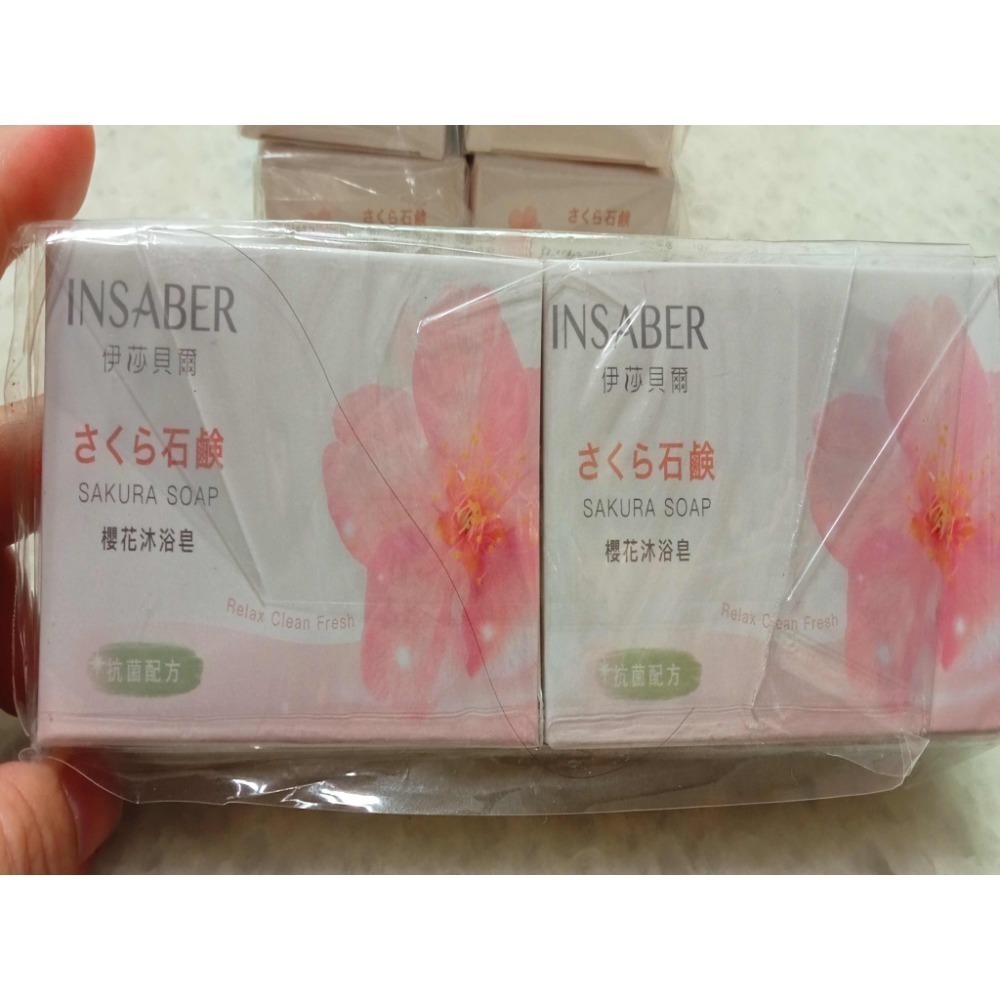 さくら石鹸
さくら石鹸
INSABER
伊莎貝爾
さくら石鹸
SAKURA SOAP
櫻花沐浴皂
Relax Clean Fresh
+抗菌配方
INSABER
伊莎貝爾
さくら石鹸
SAKURA SOAP
櫻花沐浴皂
Relax Clean Fresh
+抗菌配方